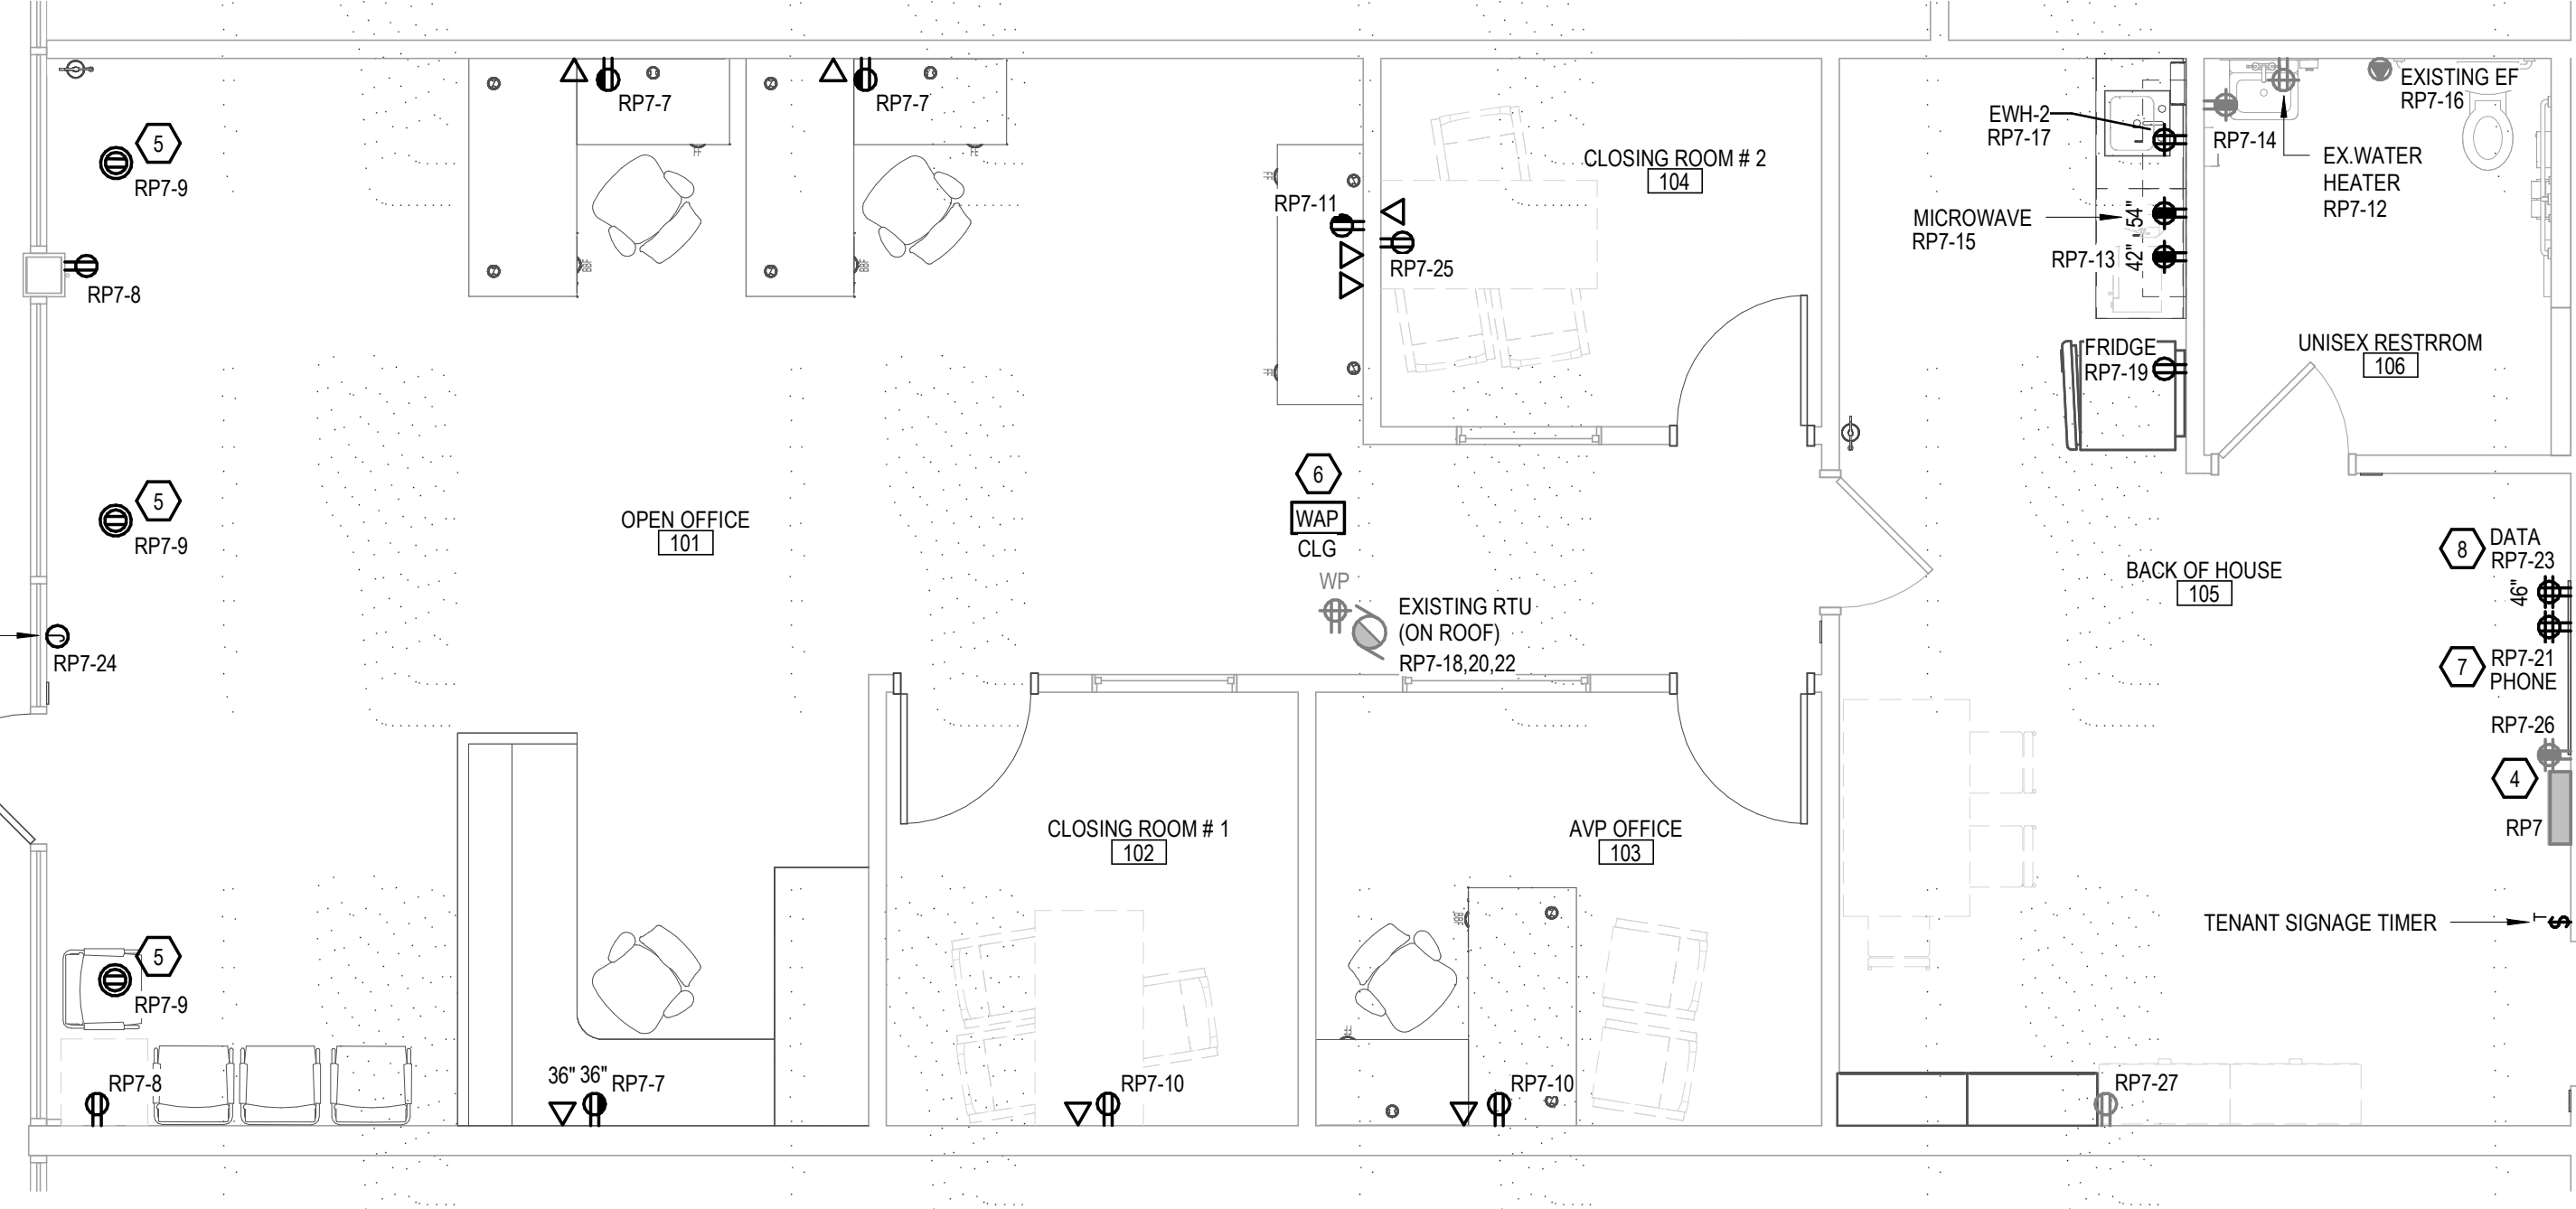 RP7-7
RP7-7
5
RP7-9
RP7-8
5
RP7-9
RP7-24
5
RP7-9
RP7-8
OPEN OFFICE
101
36" 36" RP7-7
RP7-11
RP7-25
CLOSING ROOM # 2
104
6
WAP
CLG
WP
EXISTING RTU
(ON ROOF)
RP7-18,20,22
CLOSING ROOM # 1
102
RP7-10
AVP OFFICE
103
RP7-10
EWH-2
RP7-17
MICROWAVE
RP7-15
54"
RP7-13
42"
FRIDGE
RP7-19
RP7-14
EXISTING EF
RP7-16
EX.WATER
HEATER
RP7-12
UNISEX RESTRROM
106
BACK OF HOUSE
105
8
DATA
RP7-23
46"
7
RP7-21
PHONE
RP7-26
4
RP7
TENANT SIGNAGE TIMER
T
$
RP7-27